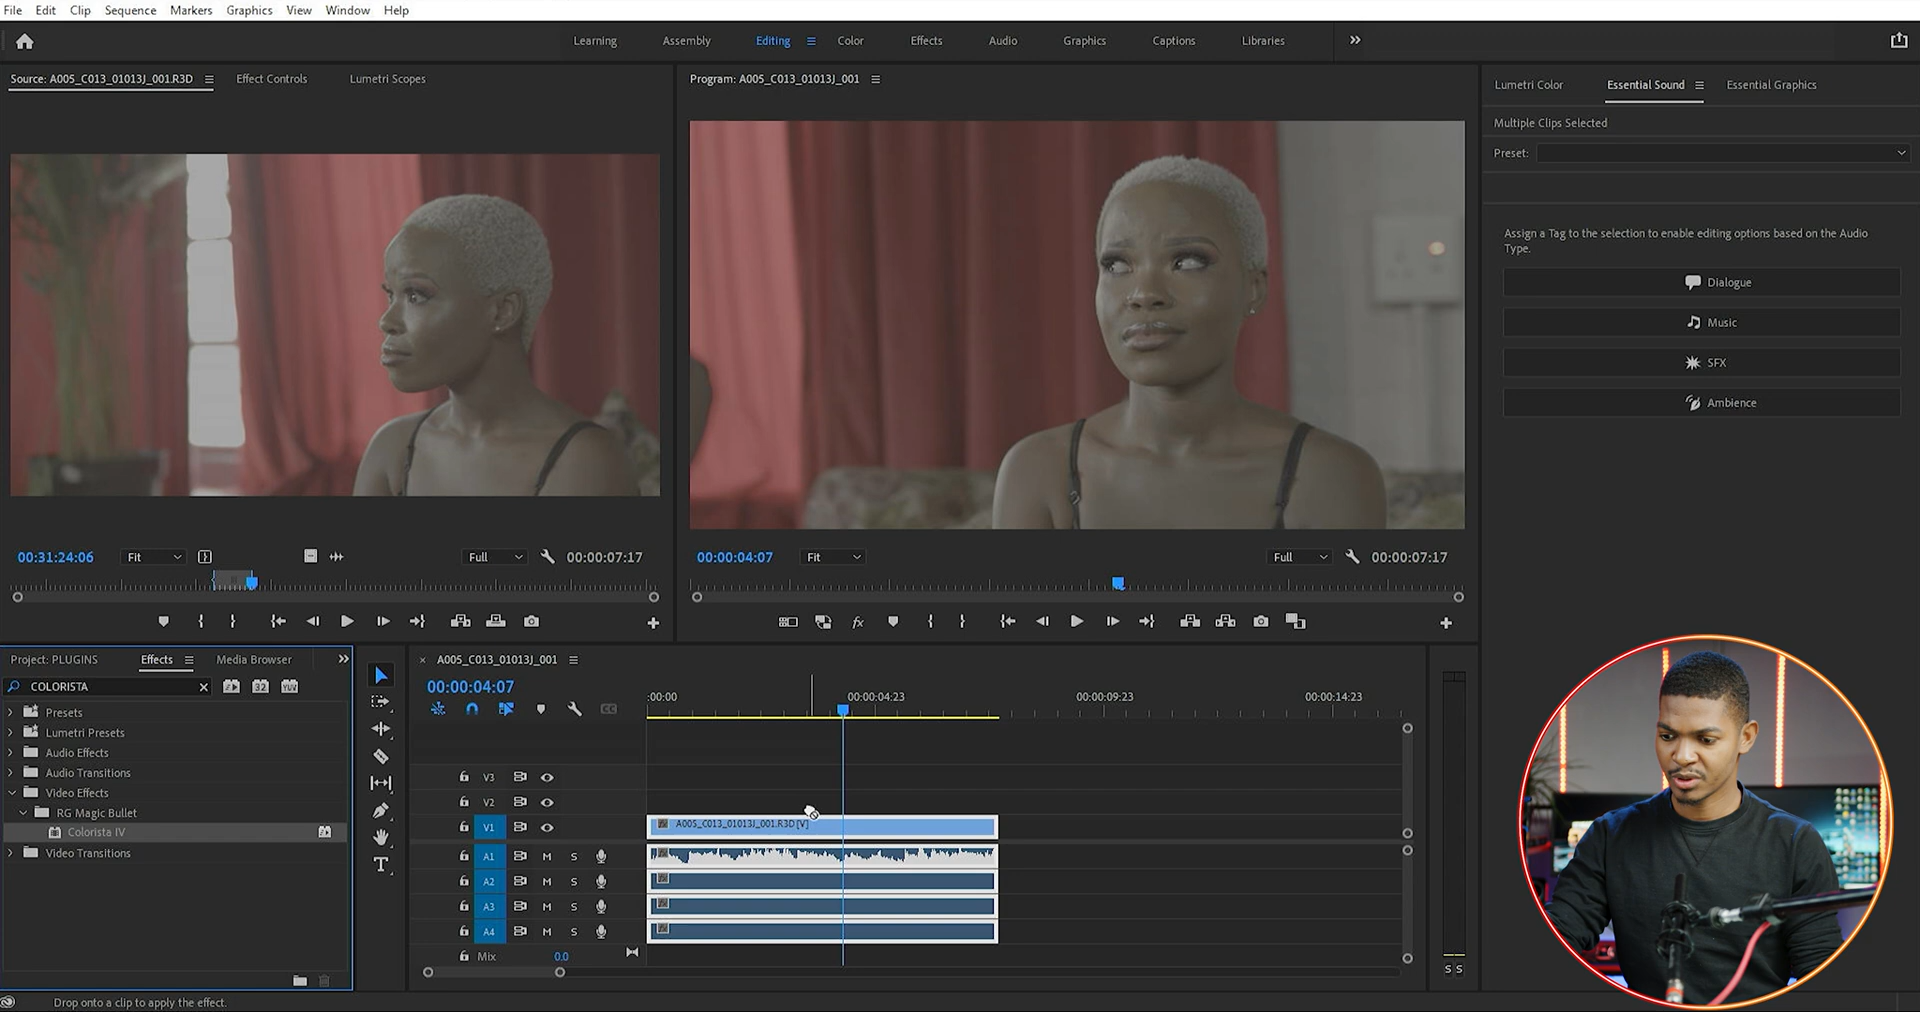 File Edit Clip Sequence Markers Graphics View Window Help
Learning Assembly Editing Color Effects Audio Graphics Captions Libraries
Source: A005_C013_01013J_001.R3D Effect Controls Lumetri Scopes
Program: A005_C013_01013J_001
Lumetri Color Essential Sound Essential Graphics
Multiple Clips Selected
Preset:
Assign a Tag to the selection to enable editing options based on the Audio
Type.
Dialogue
Music
SFX
Ambience
00:31:24:06 Fit Full 00:00:07:17
00:00:04:07 Fit Full 00:00:07:17
Project: PLUGINS Effects Media Browser
COLORISTA
32 YUV
Presets
Lumetri Presets
Audio Effects
Audio Transitions
Video Effects
RG Magic Bullet
Colorista IV
Video Transitions
A005_C013_01013J_001
00:00:04:07
:00:00 00:00:04:23 00:00:09:23 00:00:14:23
V3
V2
V1 A005_C013_01013J_001.R3D [V]
A1 M S
A2 M S
A3 M S
A4 M S
Mix 0.0
S S
Drop onto a clip to apply the effect.